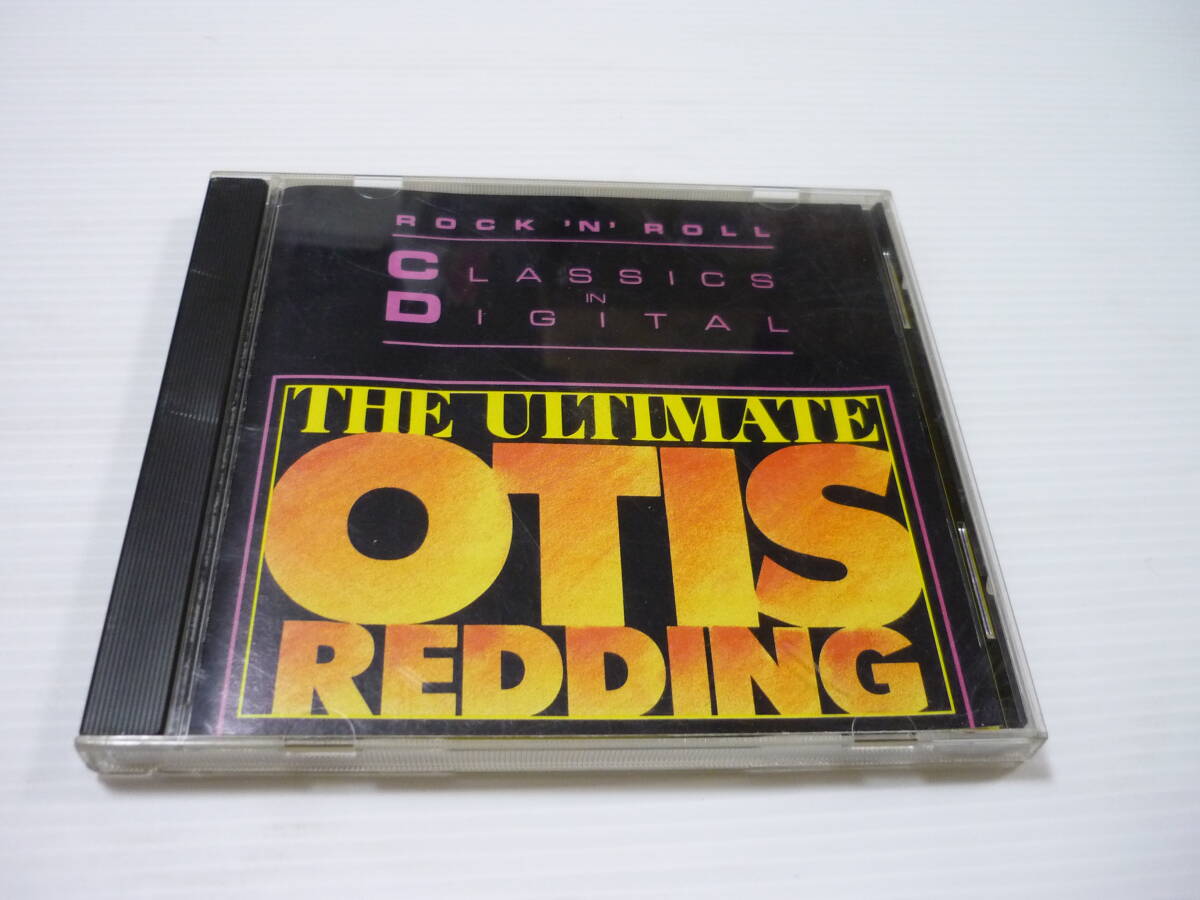 ROCK 'N' ROLL
CLASSICS
IN
DIGITAL
THE ULTIMATE
OTIS
REDDING